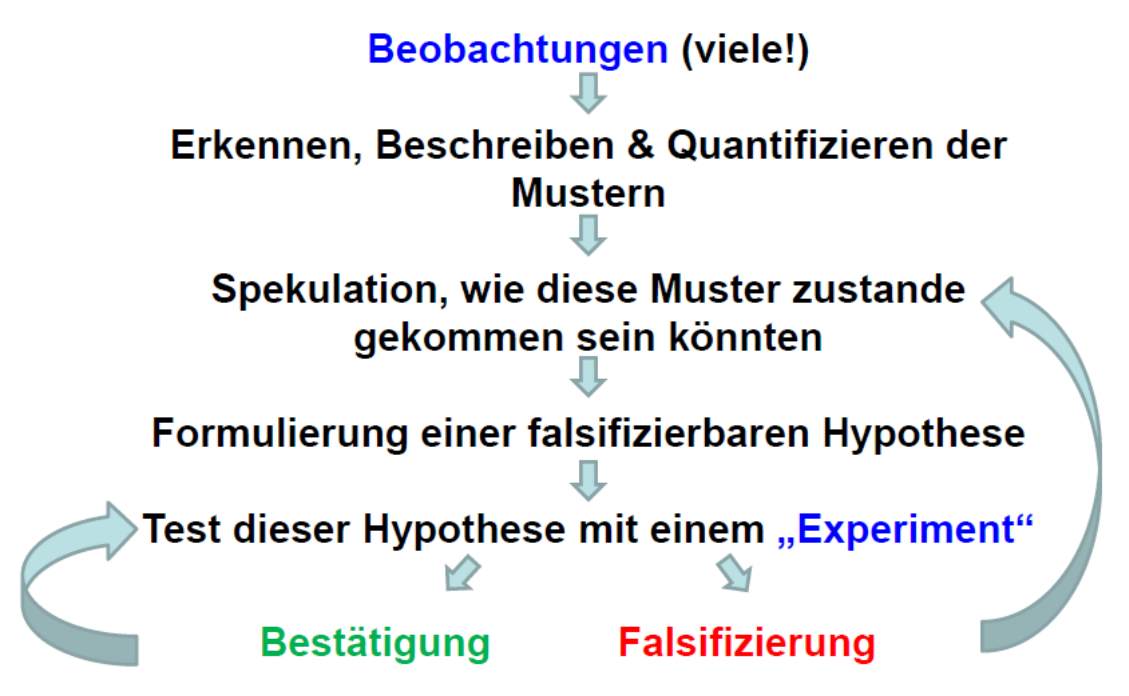 Beobachtungen (viele!)
Erkennen, Beschreiben & Quantifizieren der
Mustern
Spekulation, wie diese Muster zustande
gekommen sein könnten
Formulierung einer falsifizierbaren Hypothese
Test dieser Hypothese mit einem „Experiment“
Bestätigung Falsifizierung